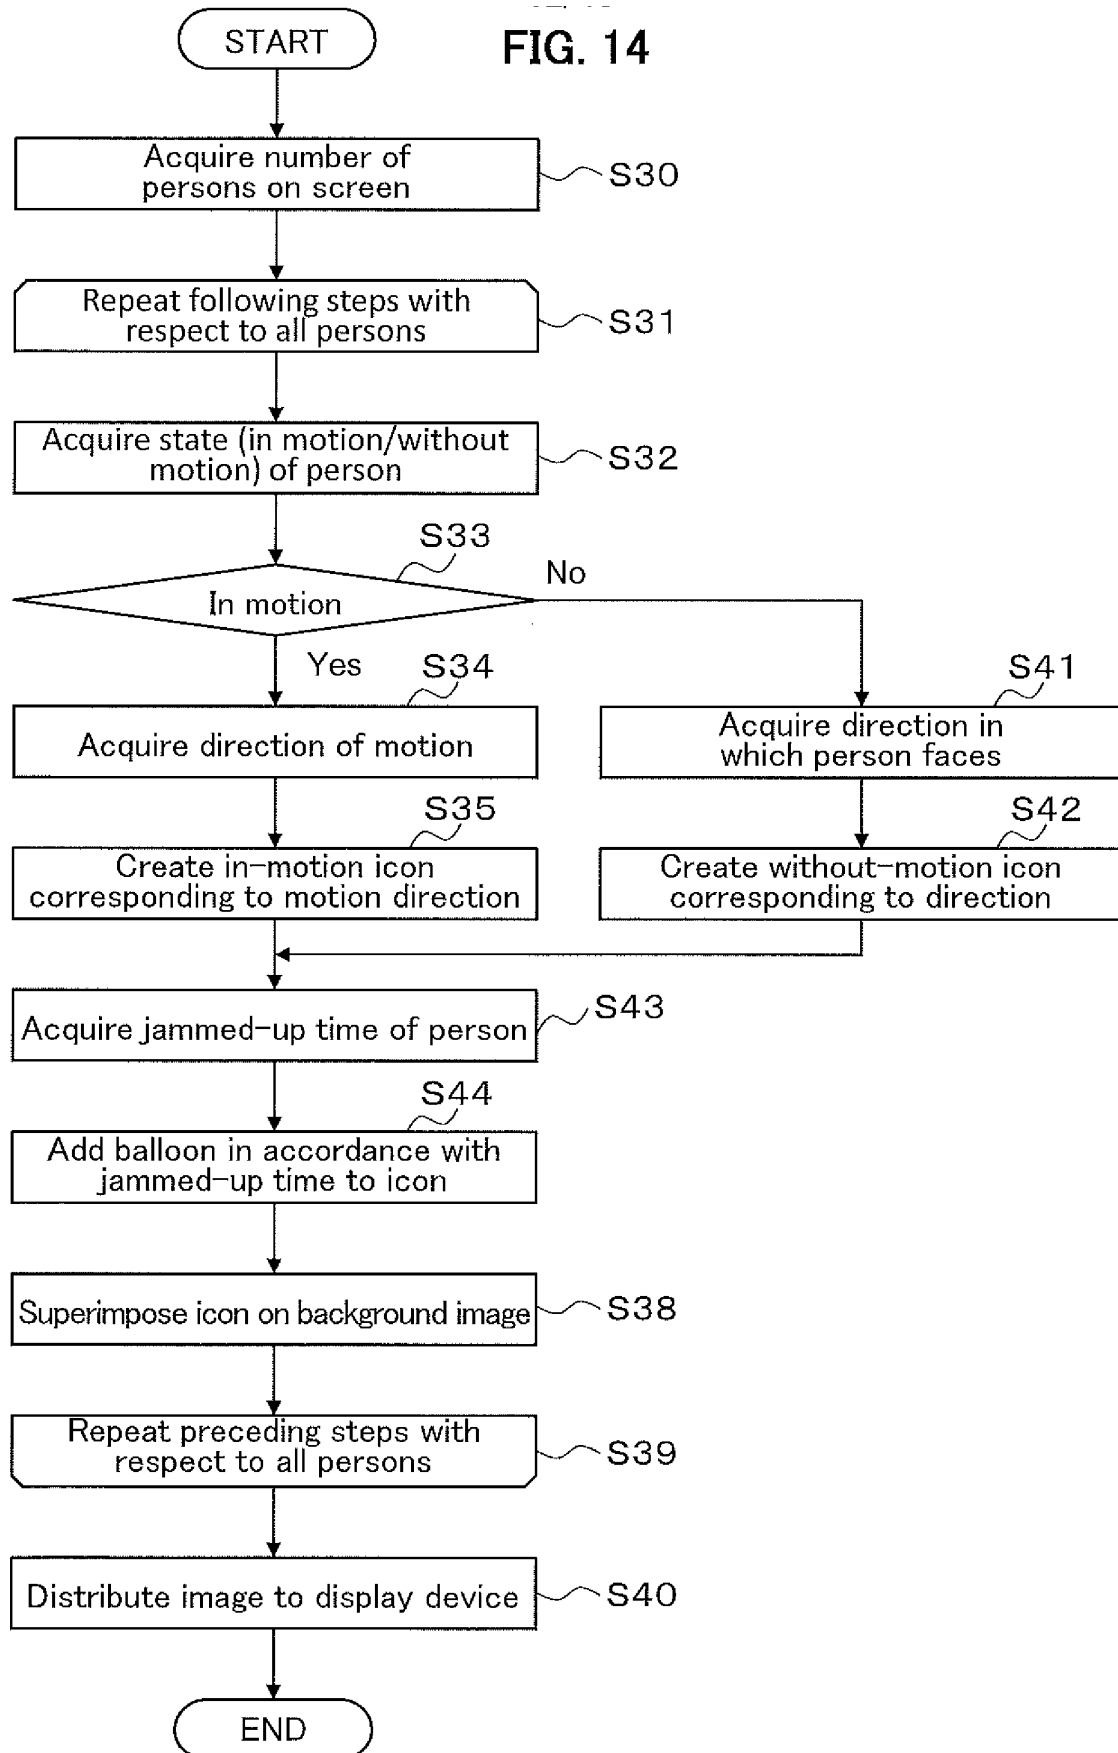 START
FIG. 14
Acquire number of
persons on screen
S30
Repeat following steps with
respect to all persons
S31
Acquire state (in motion/without
motion) of person
S32
S33
In motion
No
Yes
S34
Acquire direction of motion
S41
Acquire direction in
which person faces
S35
Create in-motion icon
corresponding to motion direction
S42
Create without-motion icon
corresponding to direction
Acquire jammed-up time of person
S43
S44
Add balloon in accordance with
jammed-up time to icon
Superimpose icon on background image
S38
Repeat preceding steps with
respect to all persons
S39
Distribute image to display device
S40
END